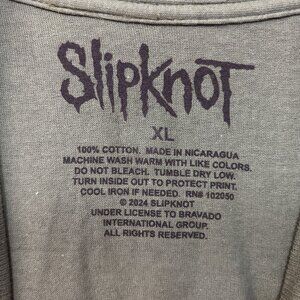 SlipKnoT
XL
100% COTTON. MADE IN NICARAGUA
MACHINE WASH WARM WITH LIKE COLORS.
DO NOT BLEACH. TUMBLE DRY LOW.
TURN INSIDE OUT TO PROTECT PRINT.
COOL IRON IF NEEDED. RN# 102050
© 2024 SLIPKNOT
UNDER LICENSE TO BRAVADO
INTERNATIONAL GROUP.
ALL RIGHTS RESERVED.